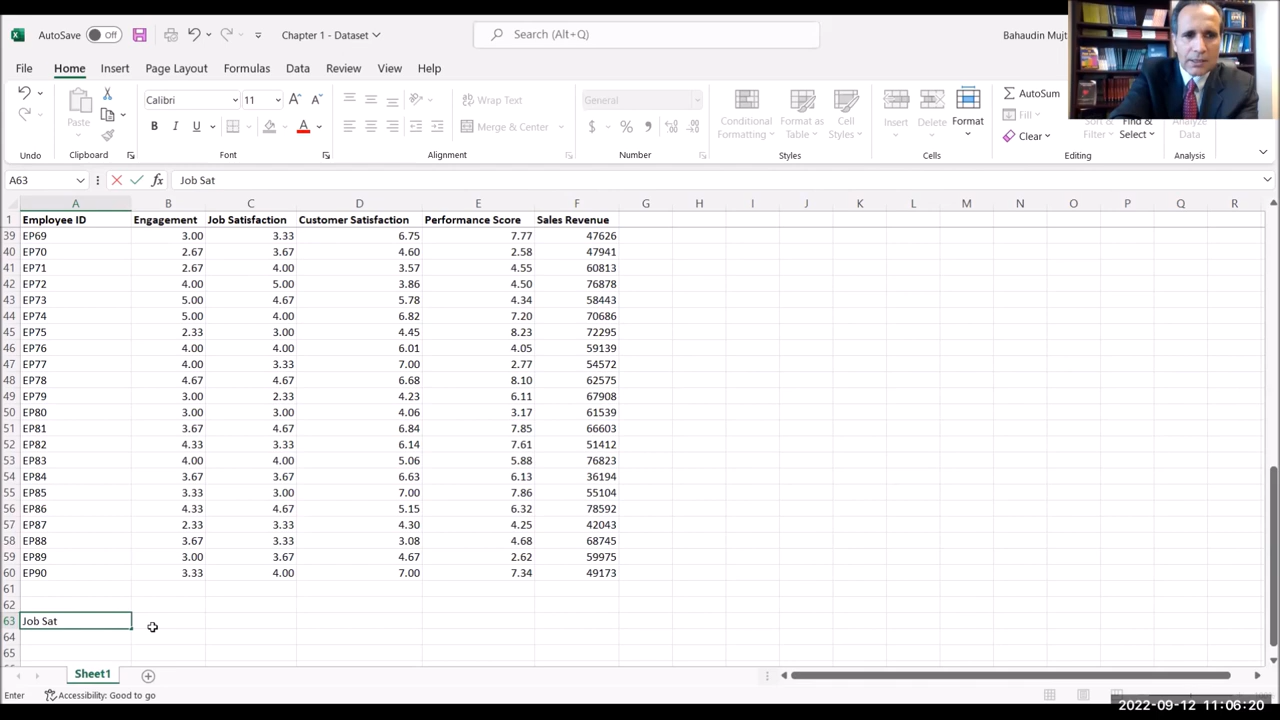 AutoSave Off Chapter 1 - Dataset Search (Alt+Q) Bahaudin Mujt
File Home Insert Page Layout Formulas Data Review View Help
Paste Calibri 11 Wrap Text General Conditional Formatting Format as Table Cell Styles Insert Delete Format AutoSum
B I U A Merge & Center $ % Fill Sort & Filter Find & Select Analyze Data
Clear
Undo Clipboard Font Alignment Number Styles Cells Editing Analysis
A63 fx Job Sat
A B C D E F G H I J K L M N O P Q R
1 Employee ID Engagement Job Satisfaction Customer Satisfaction Performance Score Sales Revenue
39 EP69 3.00 3.33 6.75 7.77 47626
40 EP70 2.67 3.67 4.60 2.58 47941
41 EP71 2.67 4.00 3.57 4.55 60813
42 EP72 4.00 5.00 3.86 4.50 76878
43 EP73 5.00 4.67 5.78 4.34 58443
44 EP74 5.00 4.00 6.82 7.20 70686
45 EP75 2.33 3.00 4.45 8.23 72295
46 EP76 4.00 4.00 6.01 4.05 59139
47 EP77 4.00 3.33 7.00 2.77 54572
48 EP78 4.67 4.67 6.68 8.10 62575
49 EP79 3.00 2.33 4.23 6.11 67908
50 EP80 3.00 3.00 4.06 3.17 61539
51 EP81 3.67 4.67 6.84 7.85 66603
52 EP82 4.33 3.33 6.14 7.61 51412
53 EP83 4.00 4.00 5.06 5.88 76823
54 EP84 3.67 3.67 6.63 6.13 36194
55 EP85 3.33 3.00 7.00 7.86 55104
56 EP86 4.33 4.67 5.15 6.32 78592
57 EP87 2.33 3.33 4.30 4.25 42043
58 EP88 3.67 3.33 3.08 4.68 68745
59 EP89 3.00 3.67 4.67 2.62 59975
60 EP90 3.33 4.00 7.00 7.34 49173
61
62
63 Job Sat
64
65
Sheet1
Enter Accessibility: Good to go
2022-09-12 11:06:20